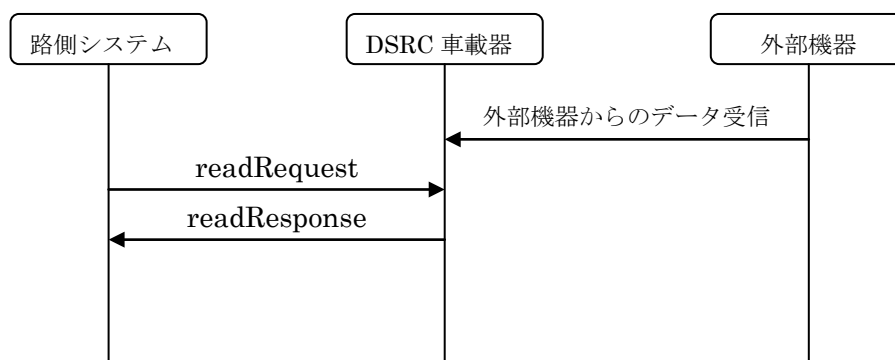 路側システム
DSRC 車載器
外部機器
外部機器からのデータ受信
readRequest
readResponse